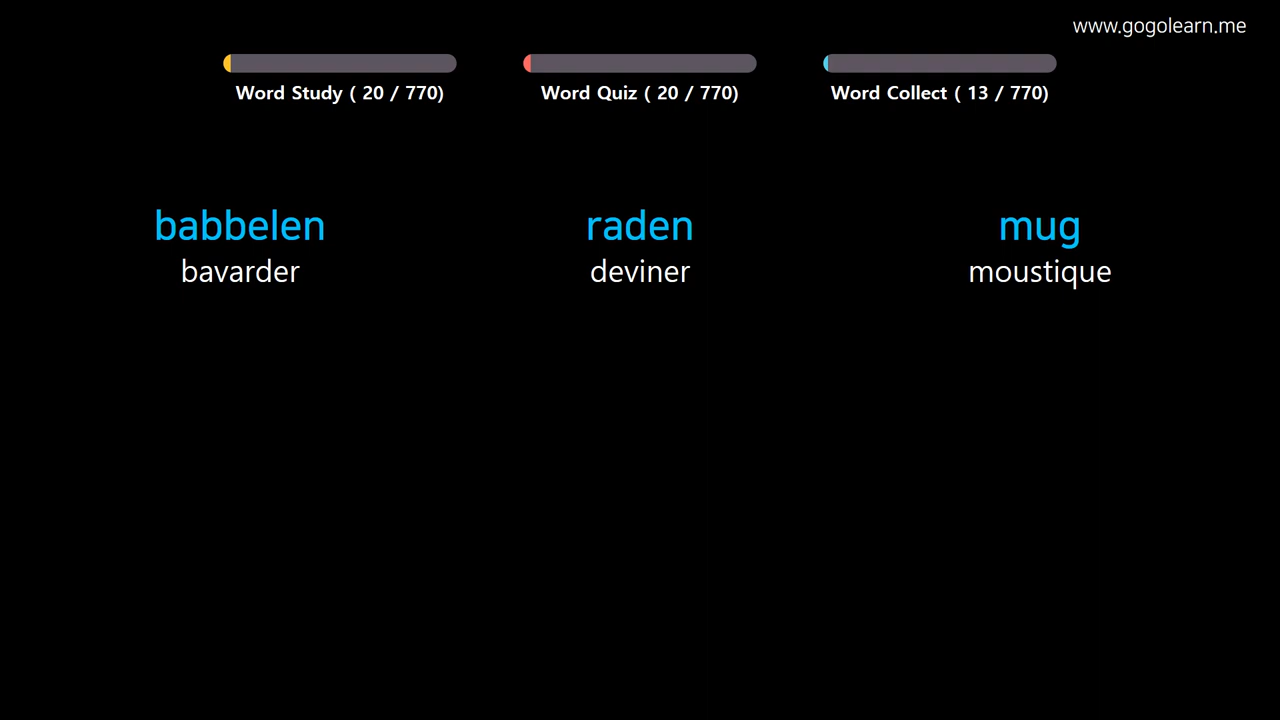 www.gogolearn.me
Word Study ( 20 / 770)
Word Quiz ( 20 / 770)
Word Collect ( 13 / 770)
babbelen
bavarder
raden
deviner
mug
moustique